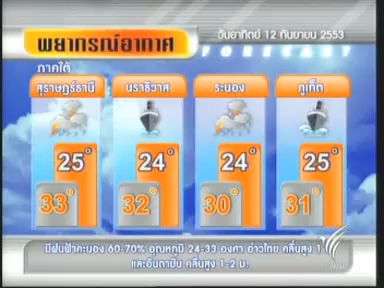 วันอาทิตย์ 12 กันยายน 2553
พยากรณ์อากาศ
FORECAST
ภาคใต้
สุราษฎร์ธานี นราธิวาส ระนอง ภูเก็ต
25° 24° 24° 25°
33° 32° 30° 31°
มีฝนฟ้าคะนอง 60-70% อุณหภูมิ 24-33 องศา อ่าวไทย คลื่นสูง 1
และอันดามัน คลื่นสูง 1-2 ม.